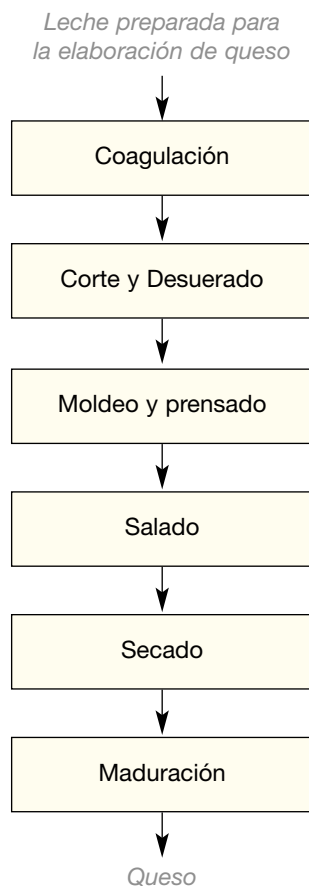 Leche preparada para
la elaboración de queso
Coagulación
Corte y Desuerado
Moldeo y prensado
Salado
Secado
Maduración
Queso